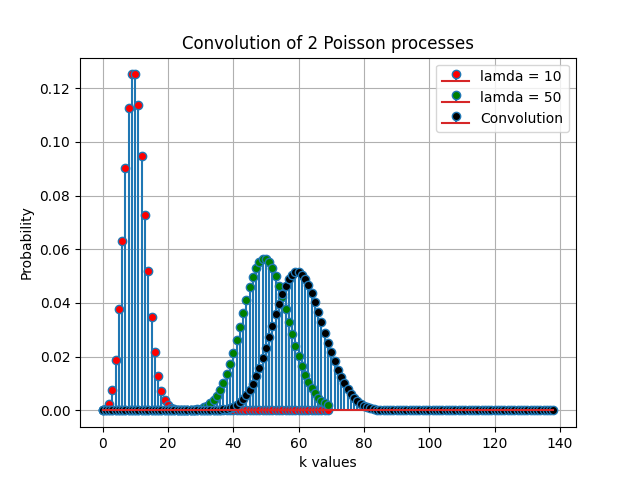 Convolution of 2 Poisson processes
lamda = 10
lamda = 50
Convolution
Probability
0.12
0.10
0.08
0.06
0.04
0.02
0.00
0 20 40 60 80 100 120 140
k values